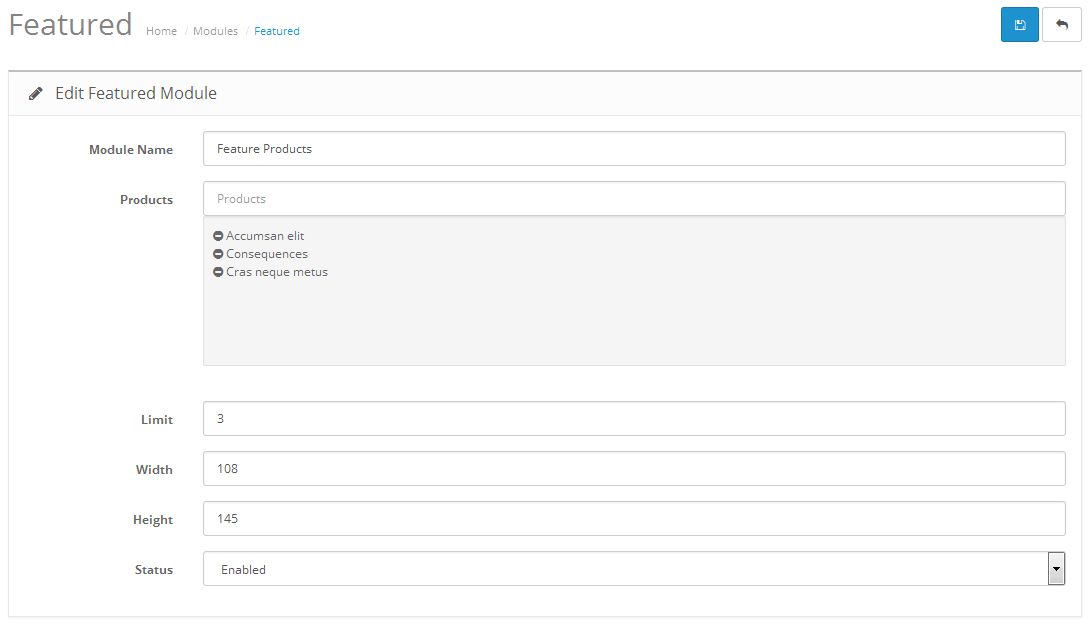 Featured
Home / Modules / Featured
Edit Featured Module
Module Name
Feature Products
Products
Products
Accumsan elit
Consequences
Cras neque metus
Limit
3
Width
108
Height
145
Status
Enabled